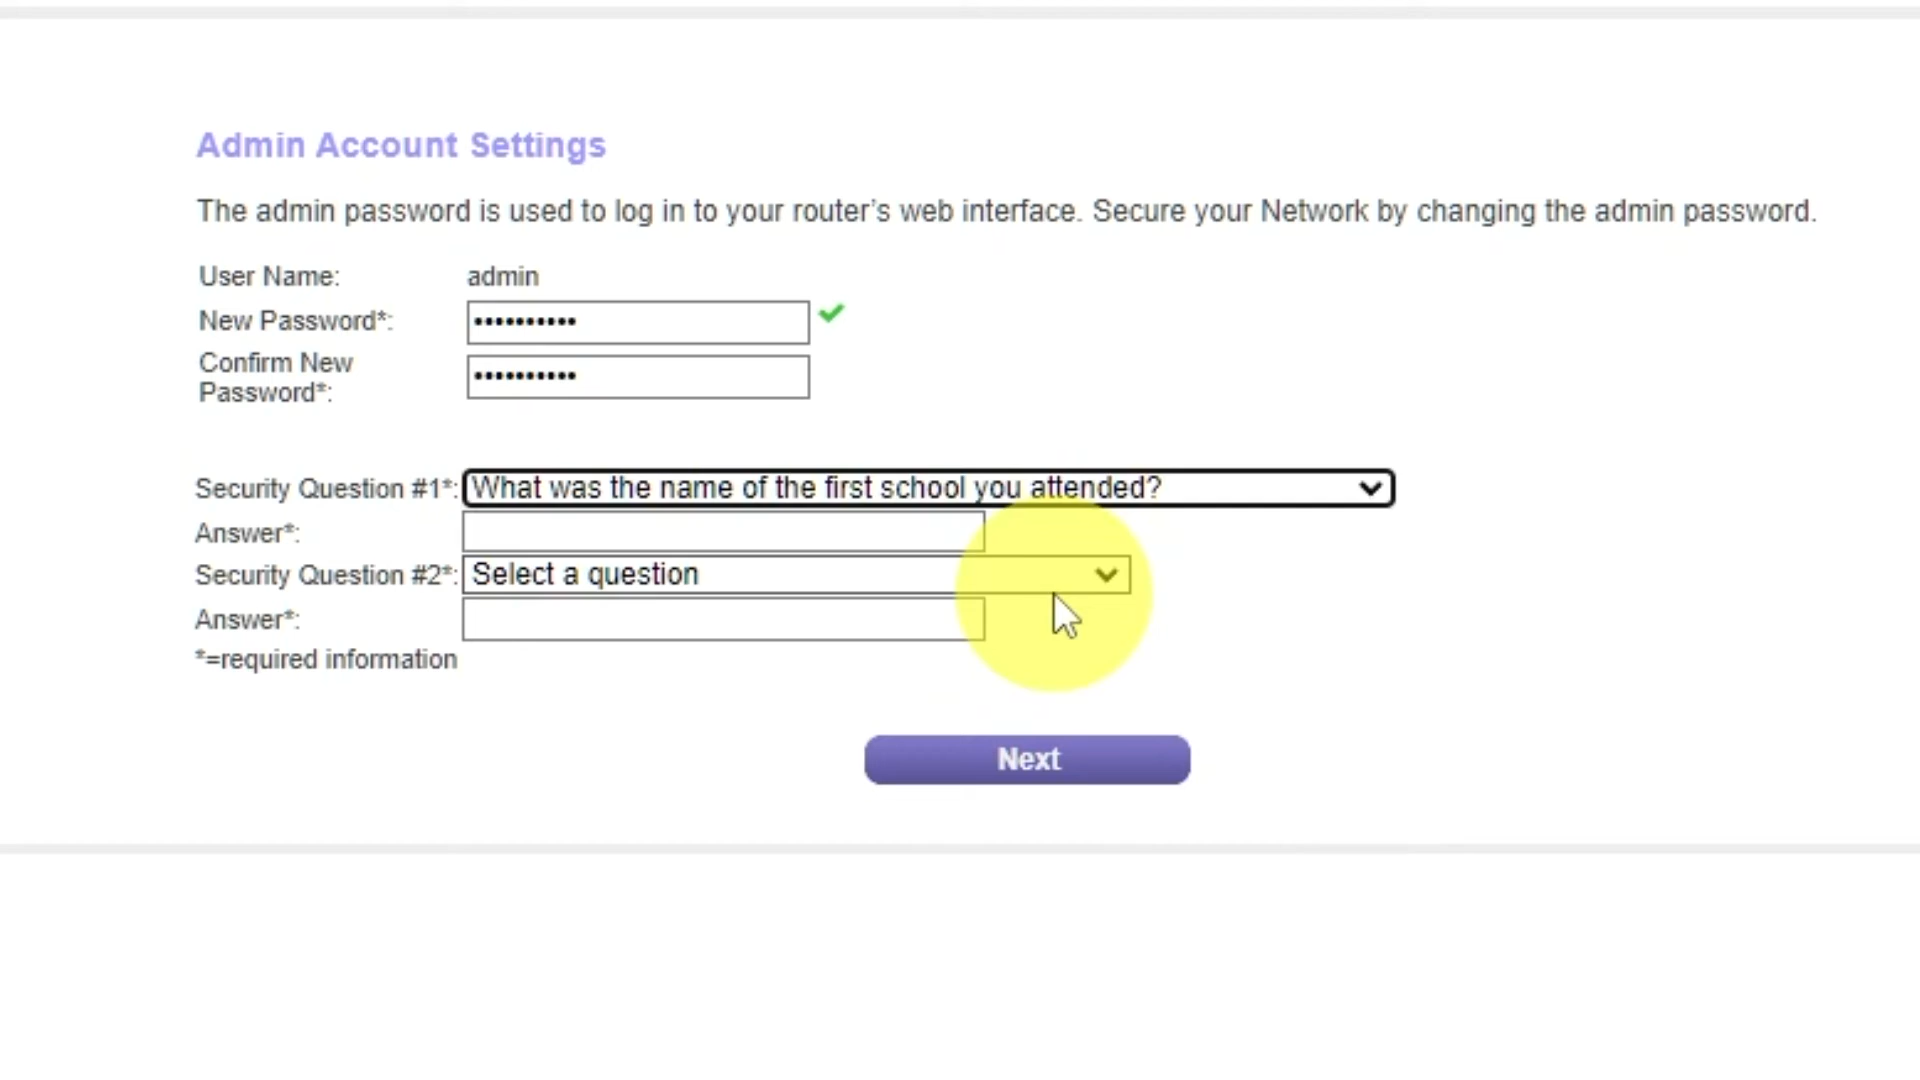 Admin Account Settings
The admin password is used to log in to your router’s web interface. Secure your Network by changing the admin password.
User Name: admin
New Password*: ••••••••••
Confirm New
Password*: ••••••••••
Security Question #1*: What was the name of the first school you attended?
Answer*:
Security Question #2*: Select a question
Answer*:
*=required information
Next